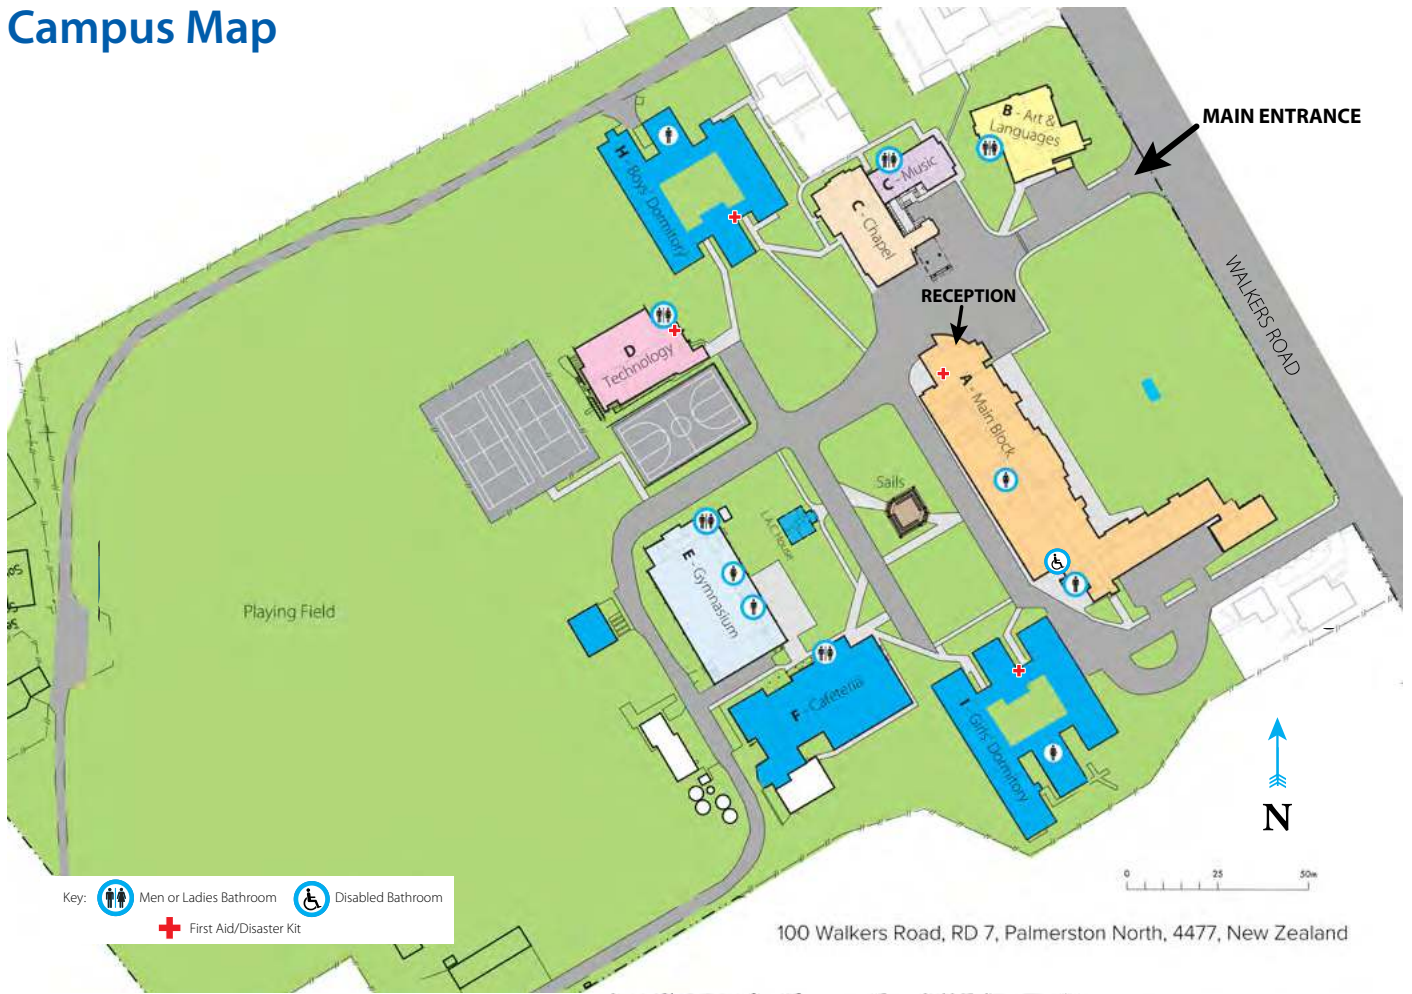 Campus Map
MAIN ENTRANCE
B - Art &
Languages
C - Music
C - Chapel
H - Boys' Dormitory
WALKERS ROAD
RECEPTION
D
Technology
A - Main Block
Sails
E - Gymnasium
Playing Field
F - Cafeteria
I - Girls' Dormitory
N
0 25 50m
Key: Men or Ladies Bathroom Disabled Bathroom
First Aid/Disaster Kit
100 Walkers Road, RD 7, Palmerston North, 4477, New Zealand